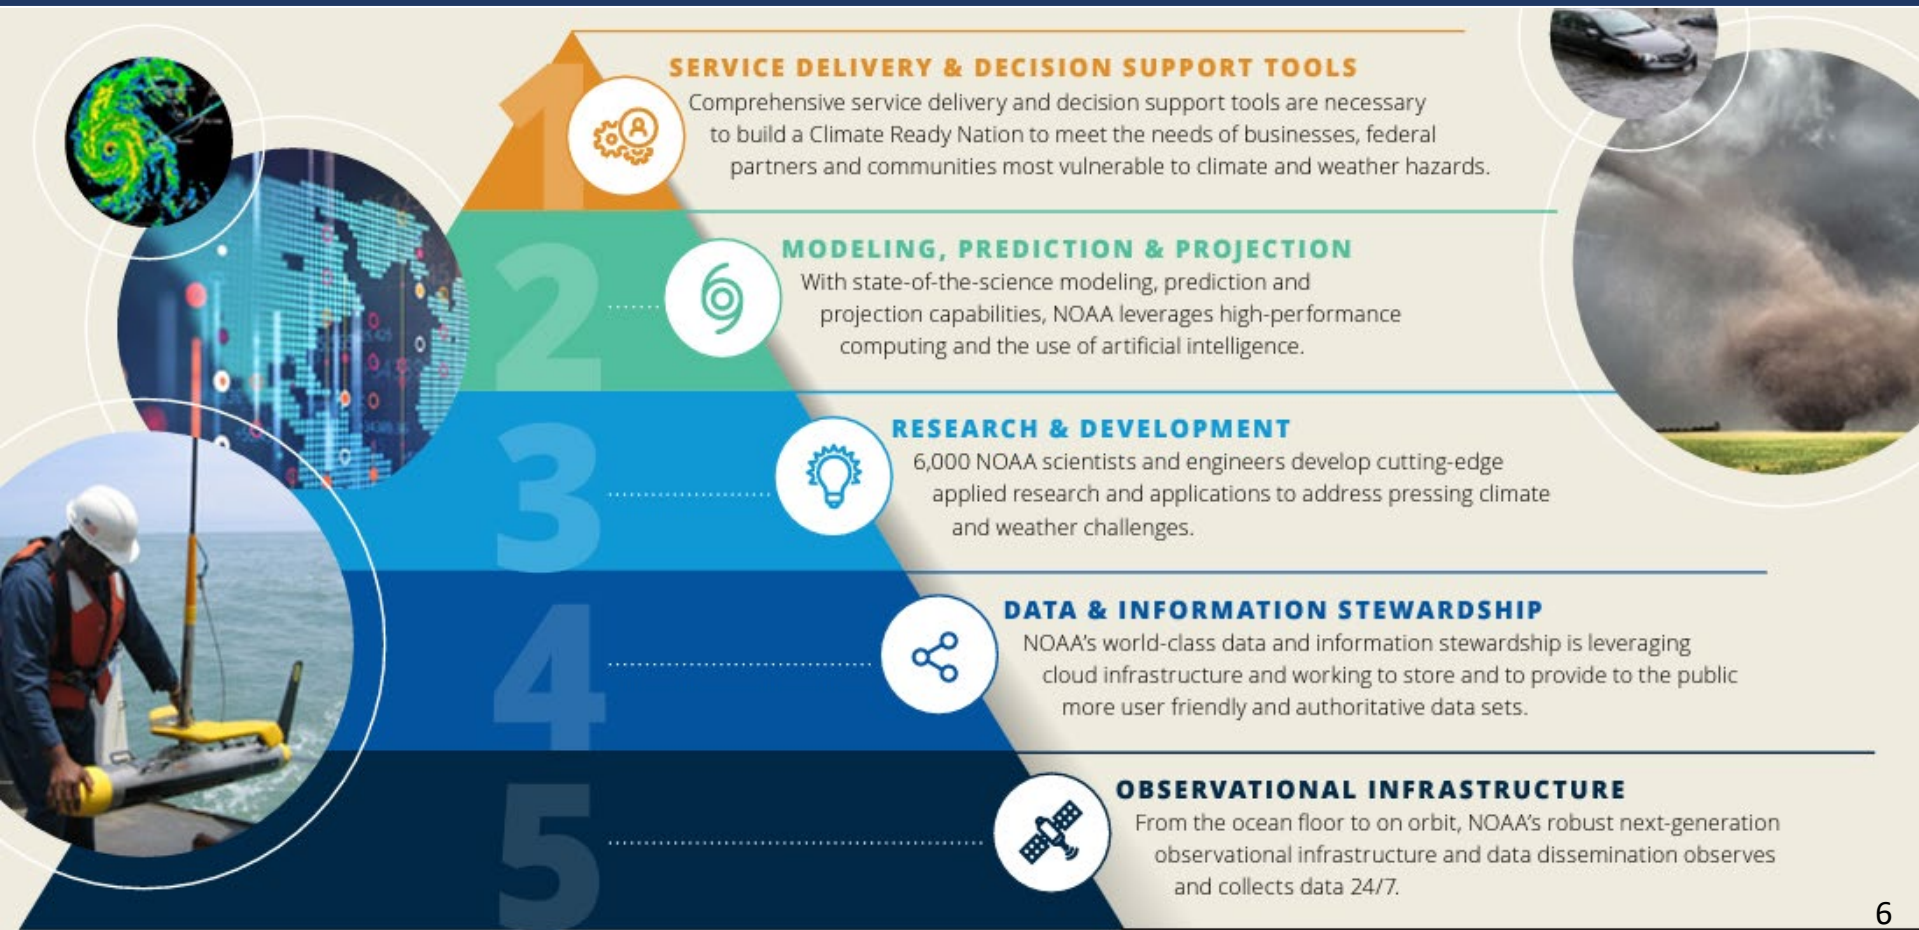 1
SERVICE DELIVERY & DECISION SUPPORT TOOLS
Comprehensive service delivery and decision support tools are necessary
to build a Climate Ready Nation to meet the needs of businesses, federal
partners and communities most vulnerable to climate and weather hazards.
2
MODELING, PREDICTION & PROJECTION
With state-of-the-science modeling, prediction and
projection capabilities, NOAA leverages high-performance
computing and the use of artificial intelligence.
3
RESEARCH & DEVELOPMENT
6,000 NOAA scientists and engineers develop cutting-edge
applied research and applications to address pressing climate
and weather challenges.
4
DATA & INFORMATION STEWARDSHIP
NOAA’s world-class data and information stewardship is leveraging
cloud infrastructure and working to store and to provide to the public
more user friendly and authoritative data sets.
5
OBSERVATIONAL INFRASTRUCTURE
From the ocean floor to on orbit, NOAA’s robust next-generation
observational infrastructure and data dissemination observes
and collects data 24/7.
6